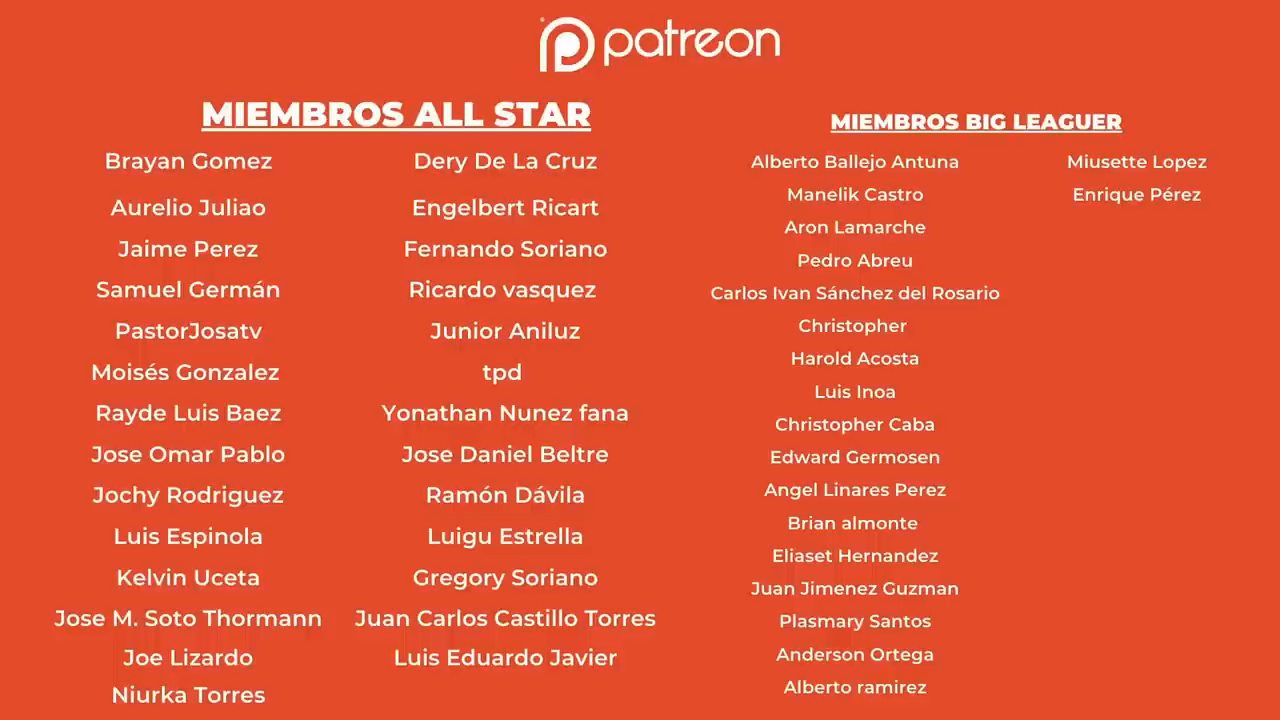 patreon
MIEMBROS ALL STAR
Brayan Gomez
Aurelio Juliao
Jaime Perez
Samuel Germán
PastorJosatv
Moisés Gonzalez
Rayde Luis Baez
Jose Omar Pablo
Jochy Rodriguez
Luis Espinola
Kelvin Uceta
Jose M. Soto Thormann
Joe Lizardo
Niurka Torres
Dery De La Cruz
Engelbert Ricart
Fernando Soriano
Ricardo vasquez
Junior Aniluz
tpd
Yonathan Nunez fana
Jose Daniel Beltre
Ramón Dávila
Luigu Estrella
Gregory Soriano
Juan Carlos Castillo Torres
Luis Eduardo Javier
MIEMBROS BIG LEAGUER
Alberto Ballejo Antuna
Manelik Castro
Aron Lamarche
Pedro Abreu
Carlos Ivan Sánchez del Rosario
Christopher
Harold Acosta
Luis Inoa
Christopher Caba
Edward Germosen
Angel Linares Perez
Brian almonte
Eliaset Hernandez
Juan Jimenez Guzman
Plasmary Santos
Anderson Ortega
Alberto ramirez
Miusette Lopez
Enrique Pérez